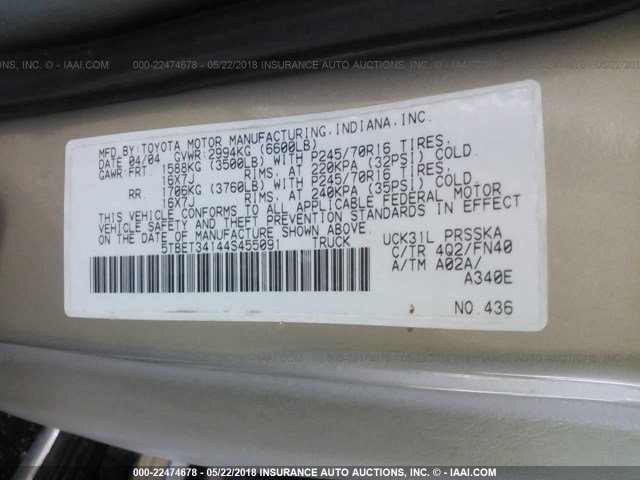 000-22474678 - 05/22/2018 INSURANCE AUTO AUCTIONS, INC. - © - IAAI.COM
MFD.BY:TOYOTA MOTOR MANUFACTURING,INDIANA,INC.
DATE 04/04 GVWR:2994KG (6600LB)
GAWR:FRT. 1588KG (3500LB) WITH P245/70R16 TIRES.
16X7J RIMS, AT 220KPA (32PSI) COLD.
RR. 1706KG (3760LB) WITH P245/70R16 TIRES.
16X7J RIMS, AT 240KPA (35PSI) COLD.
THIS VEHICLE CONFORMS TO ALL APPLICABLE FEDERAL MOTOR
VEHICLE SAFETY AND THEFT PREVENTION STANDARDS IN EFFECT
ON THE DATE OF MANUFACTURE SHOWN ABOVE.
5TBET34144S455091 TRUCK
UCK31L PRSSKA
C/TR 4Q2/FN40
A/TM A02A/
A340E
NO.436
000-22474678 - 05/22/2018 INSURANCE AUTO AUCTIONS, INC. - © - IAAI.COM